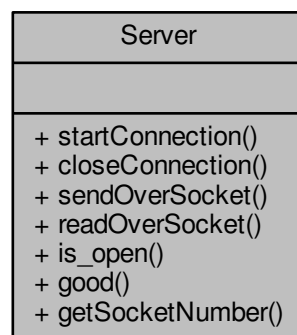 Server
+ startConnection()
+ closeConnection()
+ sendOverSocket()
+ readOverSocket()
+ is_open()
+ good()
+ getSocketNumber()